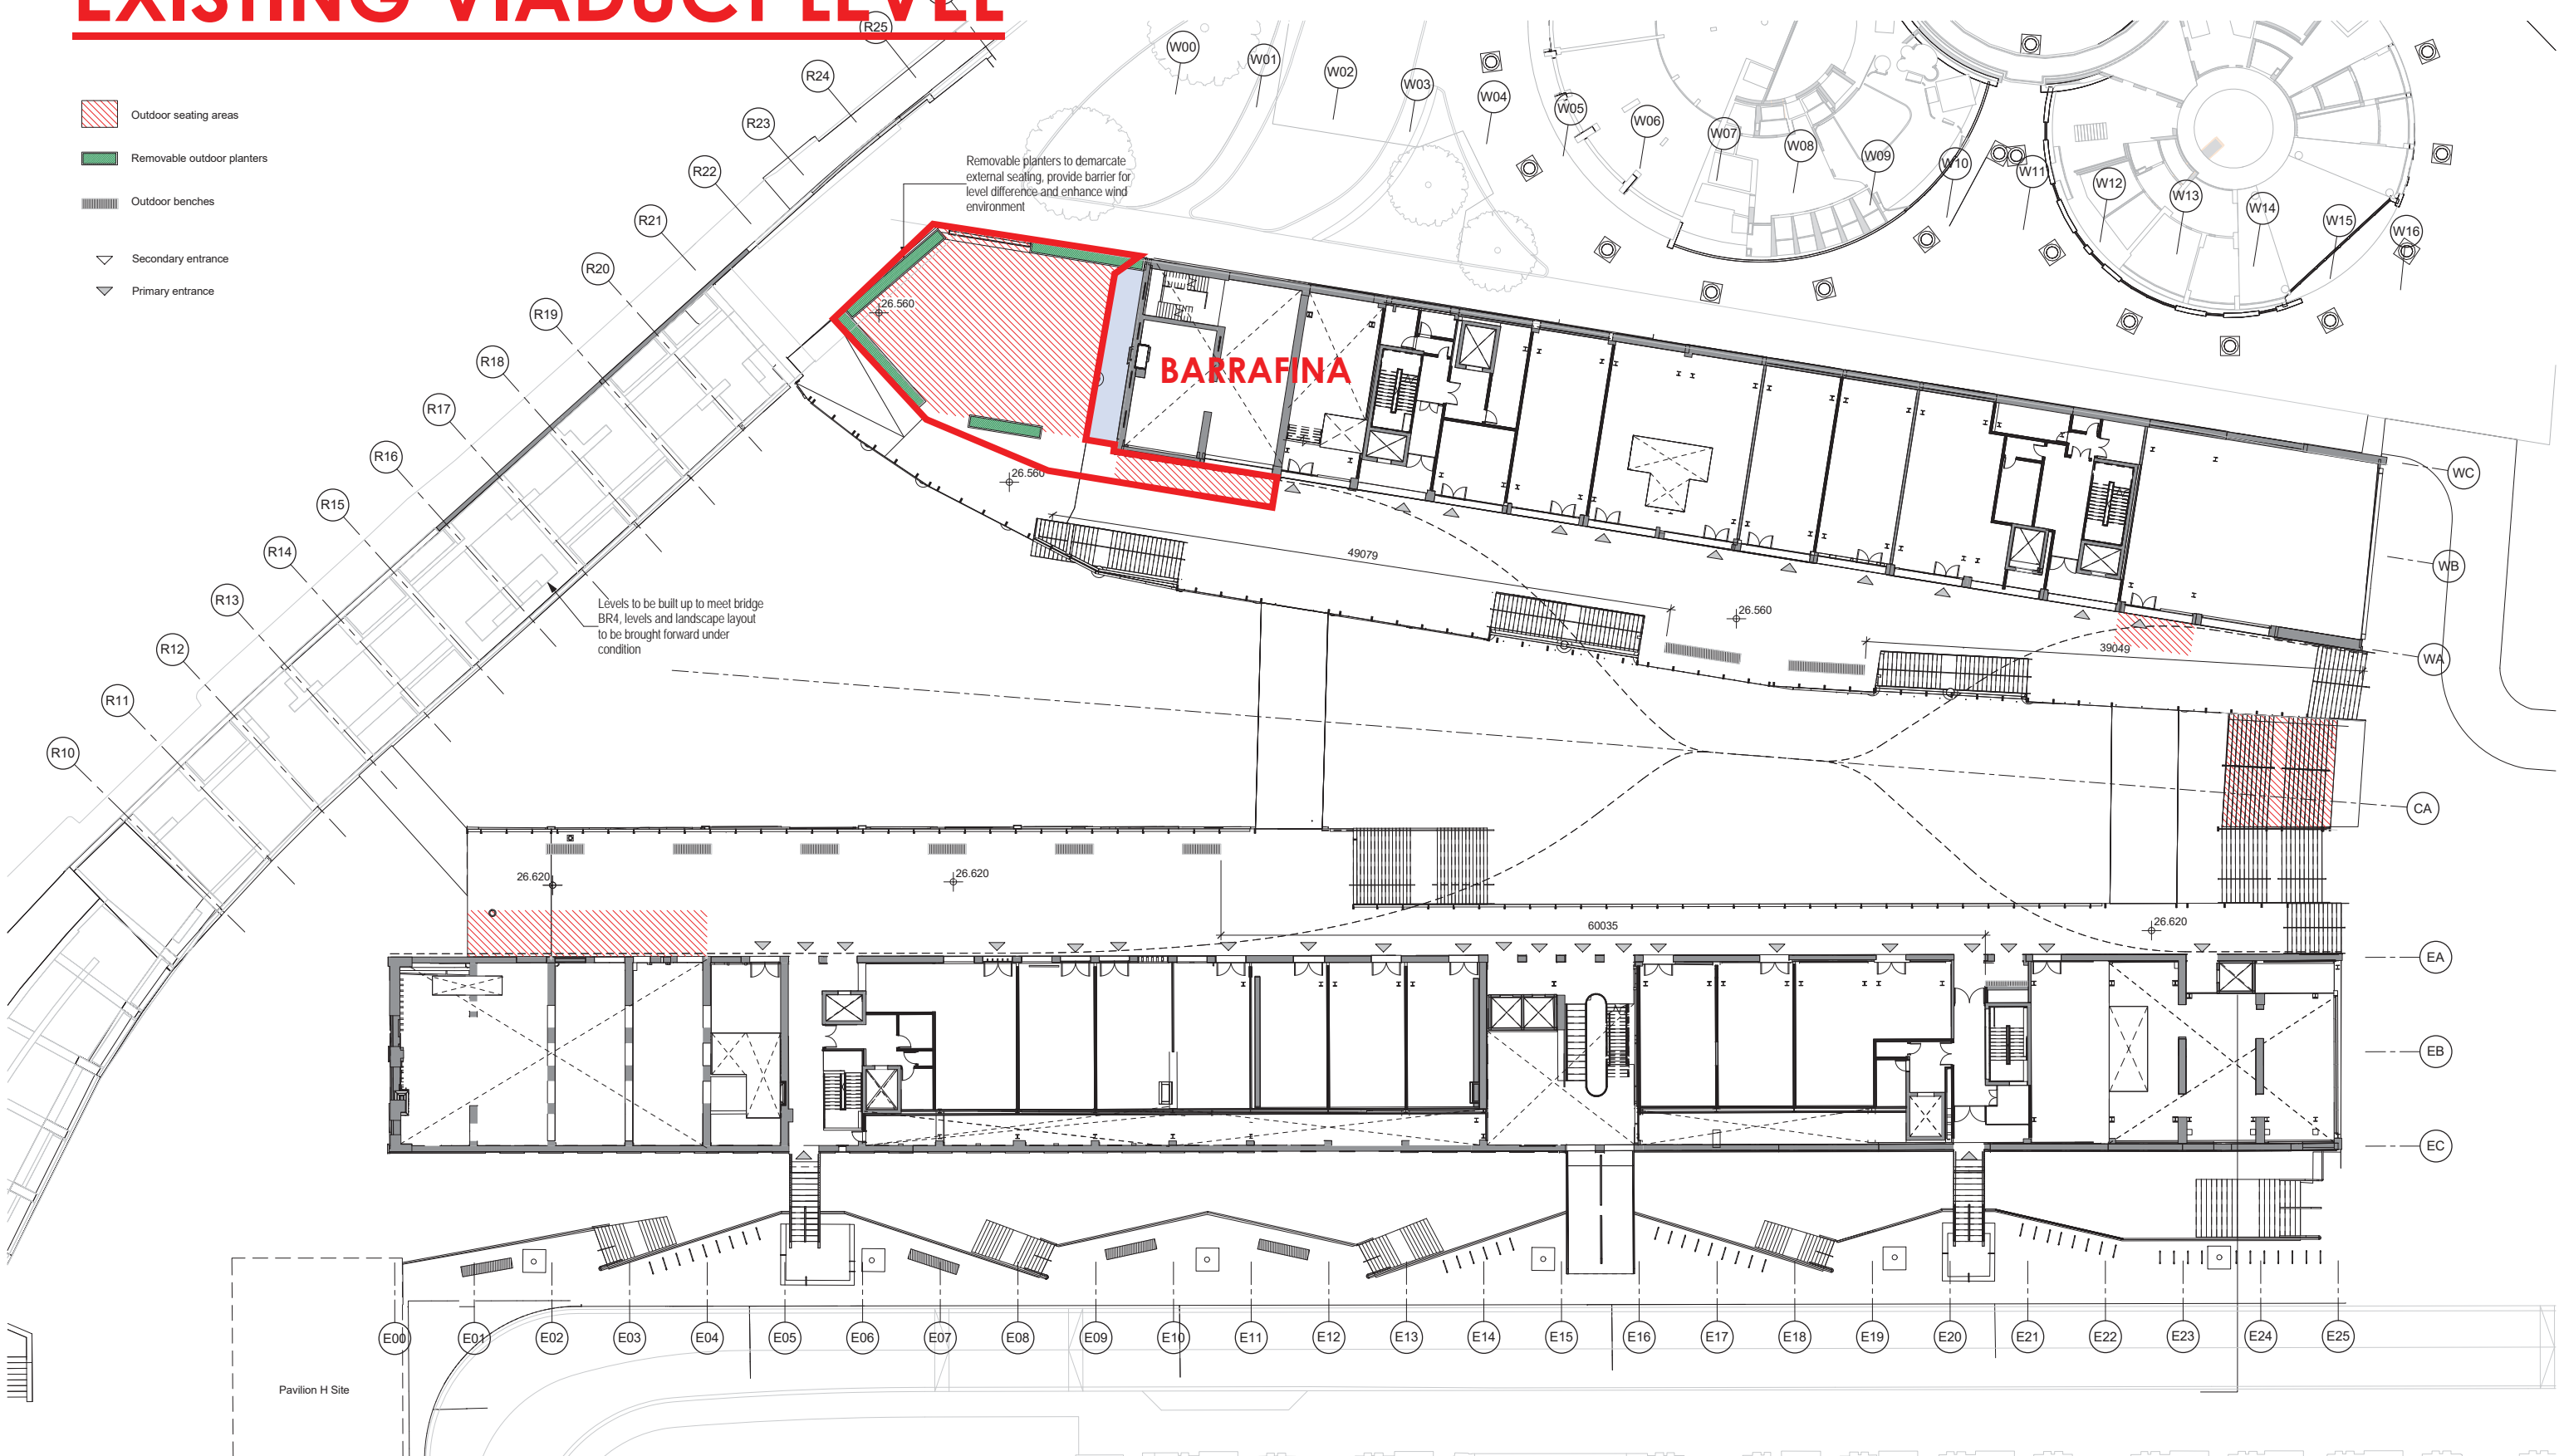 EXISTING VIADUCT LEVEL
Outdoor seating areas
Removable outdoor planters
Outdoor benches
Secondary entrance
Primary entrance
R25
R24
R23
R22
R21
R20
R19
R18
R17
R16
R15
R14
R13
R12
R11
R10
W00
W01
W02
W03
W04
W05
W06
W07
W08
W09
W10
W11
W12
W13
W14
W15
W16
Removable planters to demarcate
external seating, provide barrier for
level difference and enhance wind
environment
26.560
BARRAFINA
26.560
49079
26.560
39049
WC
WB
WA
CA
Levels to be built up to meet bridge
BR4, levels and landscape layout
to be brought forward under
condition
26.620
26.620
60035
26.620
EA
EB
EC
E00
E01
E02
E03
E04
E05
E06
E07
E08
E09
E10
E11
E12
E13
E14
E15
E16
E17
E18
E19
E20
E21
E22
E23
E24
E25
Pavilion H Site